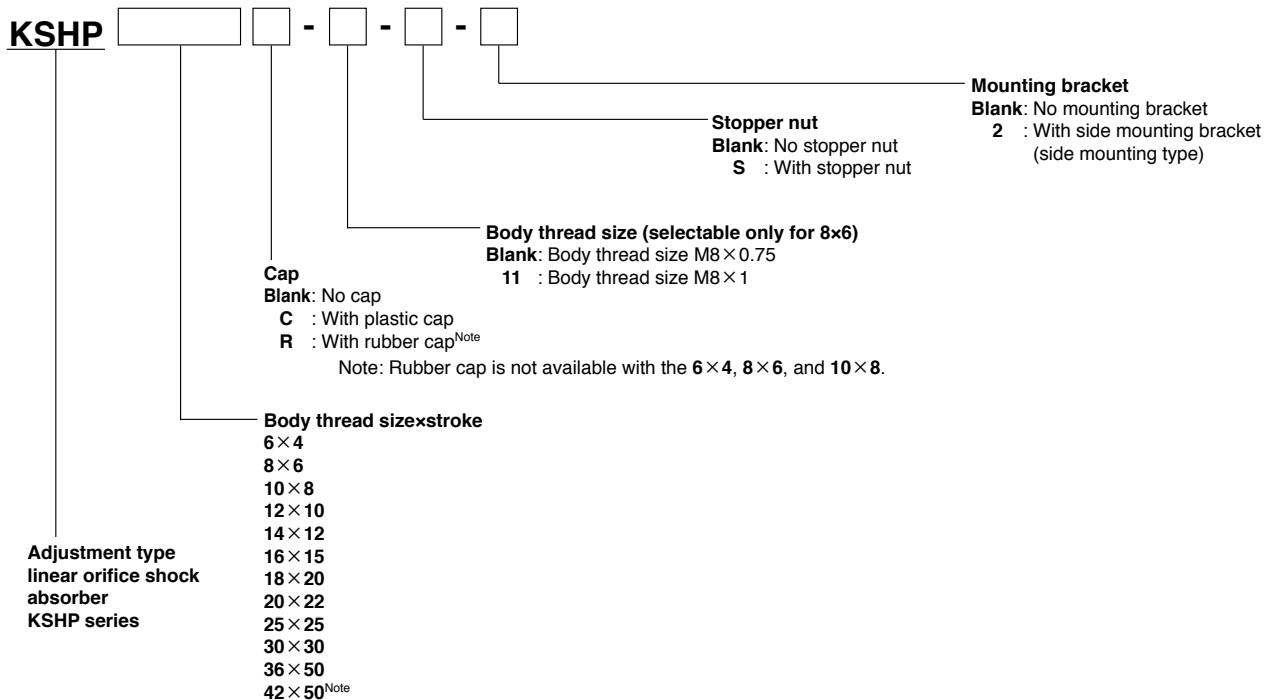 KSHP - - -
Mounting bracket
Blank: No mounting bracket
2 : With side mounting bracket
(side mounting type)
Stopper nut
Blank: No stopper nut
S : With stopper nut
Body thread size (selectable only for 8×6)
Blank: Body thread size M8×0.75
11 : Body thread size M8×1
Cap
Blank: No cap
C : With plastic cap
R : With rubber capNote
Note: Rubber cap is not available with the 6×4, 8×6, and 10×8.
Body thread size×stroke
6×4
8×6
10×8
12×10
14×12
16×15
18×20
20×22
25×25
30×30
36×50
42×50Note
Adjustment type
linear orifice shock
absorber
KSHP series